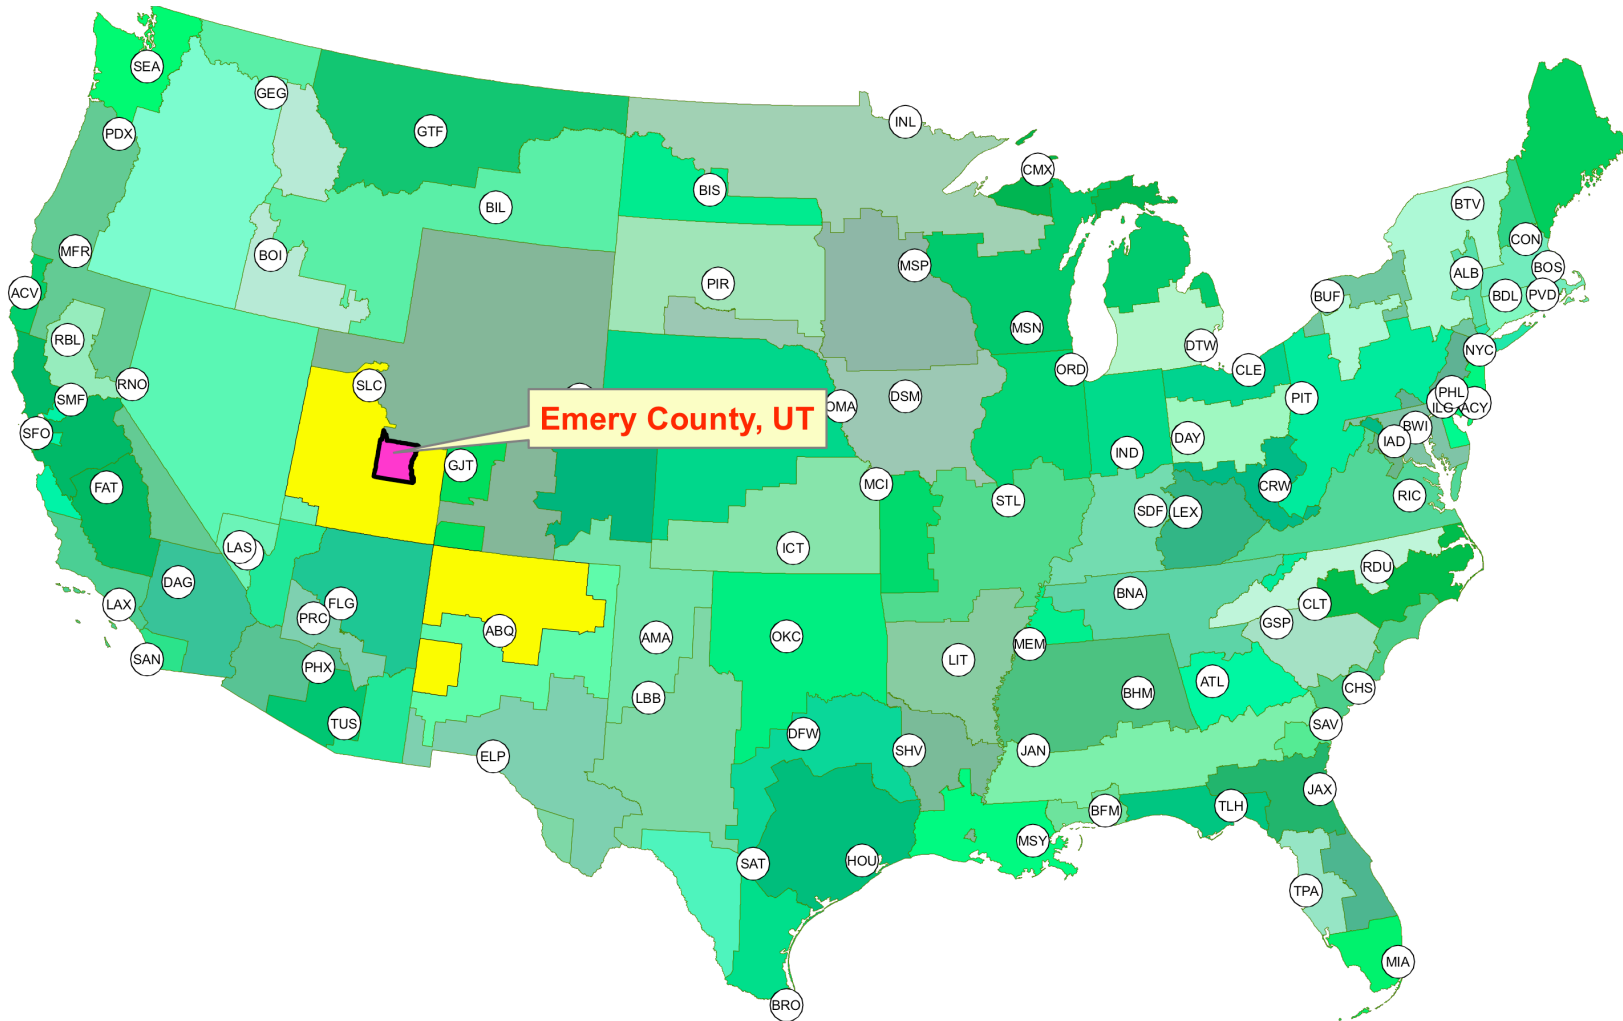 SEA
GEG
PDX
GTF
INL
CMX
BIS
BIL
BTV
MFR
BOI
MSP
CON
ALB
BOS
ACV
PIR
BUF
BDL
PVD
RBL
MSN
DTW
NYC
RNO
SLC
ORD
CLE
SMF
OMA
DSM
PIT
PHL
ILG
ACY
SFO
Emery County, UT
DAY
IAD
BWI
GJT
IND
FAT
MCI
STL
CRW
RIC
SDF
LEX
LAS
ICT
RDU
DAG
BNA
LAX
PRC
FLG
CLT
ABQ
AMA
OKC
GSP
SAN
PHX
LIT
MEM
LBB
BHM
ATL
CHS
TUS
DFW
SHV
JAN
SAV
ELP
JAX
BFM
TLH
MSY
SAT
HOU
TPA
MIA
BRO